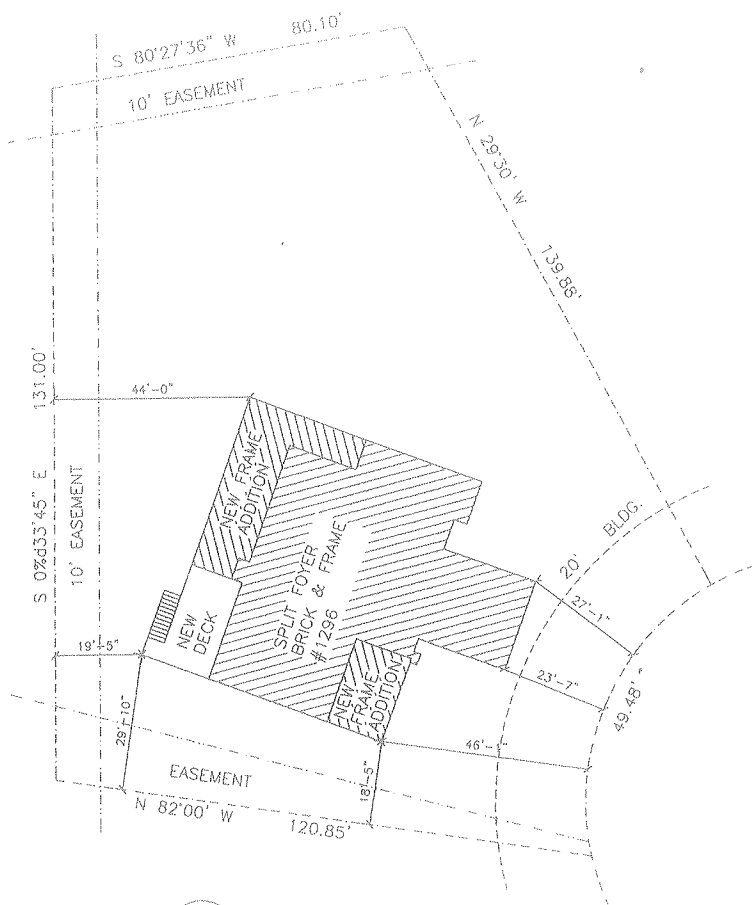 S 80°27'36" W 80.10'
10' EASEMENT
N 29°30' W 139.88'
S 0%d33'45" E 131.00'
10' EASEMENT
44'-0"
NEW FRAME
ADDITION
SPLIT FOYER
BRICK & FRAME
#1296
NEW
DECK
NEW
FRAME
ADDITION
20' BLDG.
27'-1"
23'-7"
49.48'
46'-1"
19'-5"
29'-10"
18'-5"
EASEMENT
N 82°00' W 120.85'